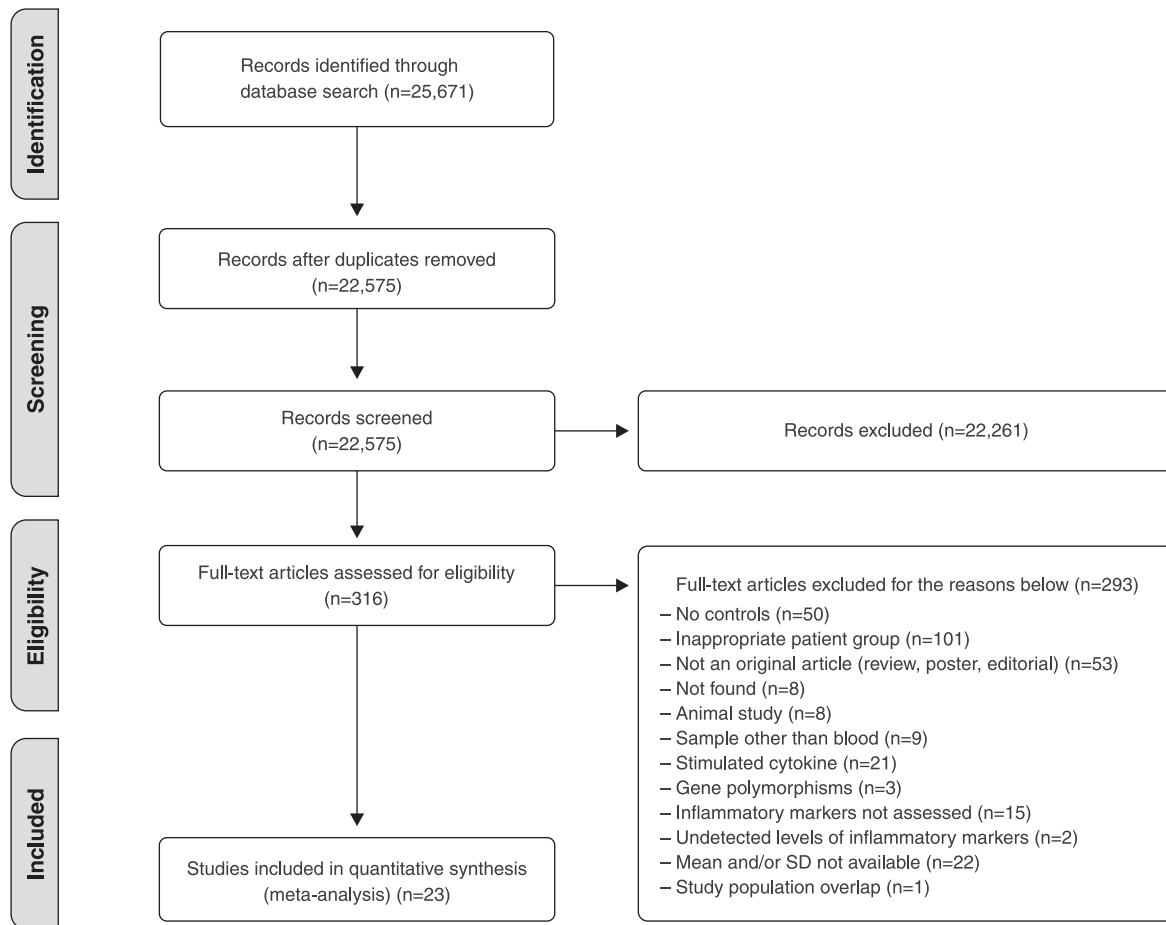 Identification
Records identified through
database search (n=25,671)
Screening
Records after duplicates removed
(n=22,575)
Records screened
(n=22,575)
Records excluded (n=22,261)
Eligibility
Full-text articles assessed for eligibility
(n=316)
Full-text articles excluded for the reasons below (n=293)
– No controls (n=50)
– Inappropriate patient group (n=101)
– Not an original article (review, poster, editorial) (n=53)
– Not found (n=8)
– Animal study (n=8)
– Sample other than blood (n=9)
– Stimulated cytokine (n=21)
– Gene polymorphisms (n=3)
– Inflammatory markers not assessed (n=15)
– Undetected levels of inflammatory markers (n=2)
– Mean and/or SD not available (n=22)
– Study population overlap (n=1)
Included
Studies included in quantitative synthesis
(meta-analysis) (n=23)